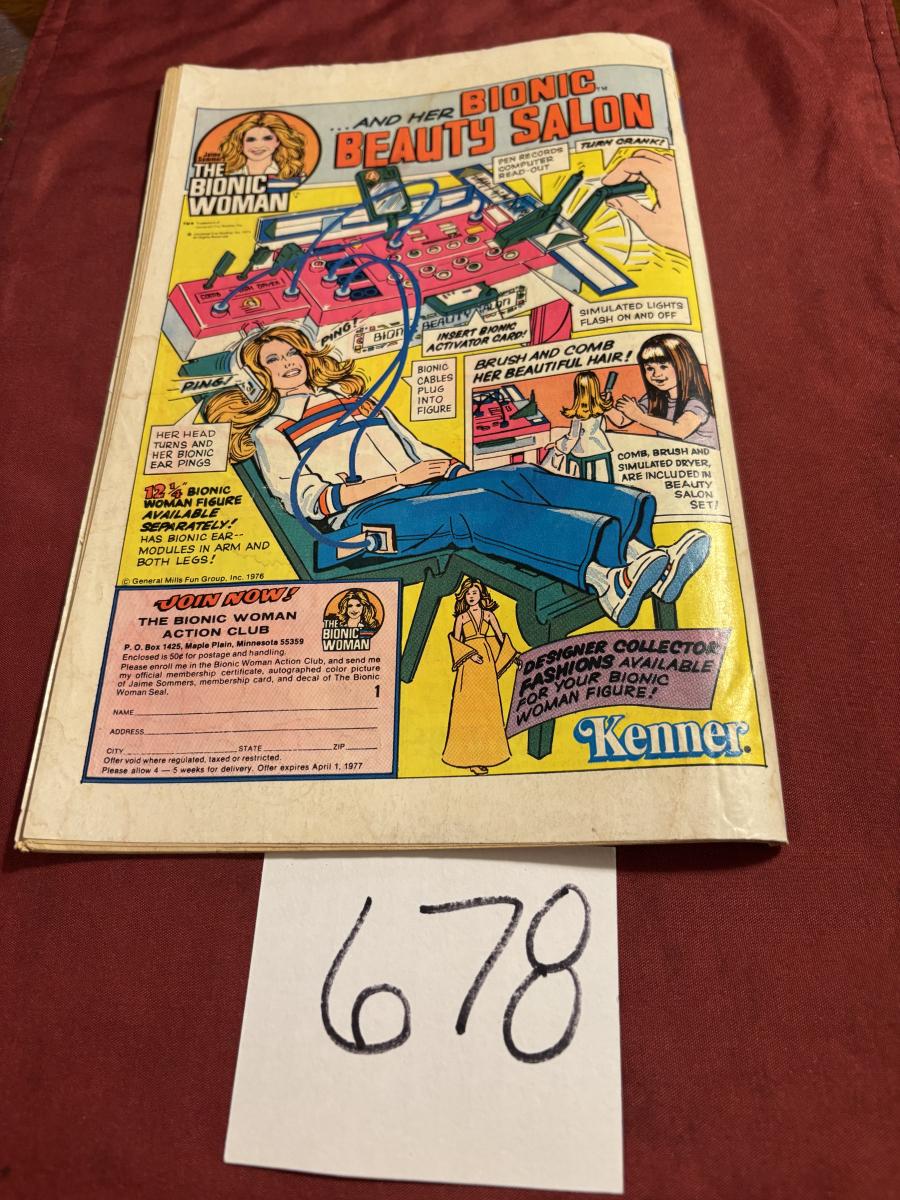 ...AND HER BIONIC™
BEAUTY SALON
Jaime
THE
BIONIC
WOMAN
PEN RECORDS
COMPUTER
READ-OUT
TURN CRANK!
COMB
DRYER
BEAUTY
SIMULATED LIGHTS
FLASH ON AND OFF
PING!
INSERT BIONIC
ACTIVATOR CARD!
PING!
BIONIC
CABLES
PLUG
INTO
FIGURE
BRUSH AND COMB
HER BEAUTIFUL HAIR!
HER HEAD
TURNS AND
HER BIONIC
EAR PINGS
COMB, BRUSH AND
SIMULATED DRYER,
ARE INCLUDED IN
BEAUTY
SALON
SET!
12 ¼" BIONIC
WOMAN FIGURE
AVAILABLE
SEPARATELY!
HAS BIONIC EAR--
MODULES IN ARM AND
BOTH LEGS!
© General Mills Fun Group, Inc. 1976
JOIN NOW!
THE BIONIC WOMAN
ACTION CLUB
P. O. Box 1425, Maple Plain, Minnesota 55359
Enclosed is 50¢ for postage and handling.
Please enroll me in the Bionic Woman Action Club, and send me
my official membership certificate, autographed color picture
of Jaime Sommers, membership card, and decal of The Bionic
Woman Seal.
1
THE
BIONIC
WOMAN
NAME
ADDRESS
CITY STATE ZIP
Offer void where regulated, taxed or restricted.
Please allow 4 — 5 weeks for delivery. Offer expires April 1, 1977
DESIGNER COLLECTOR
FASHIONS AVAILABLE
FOR YOUR BIONIC
WOMAN FIGURE!
Kenner.
678